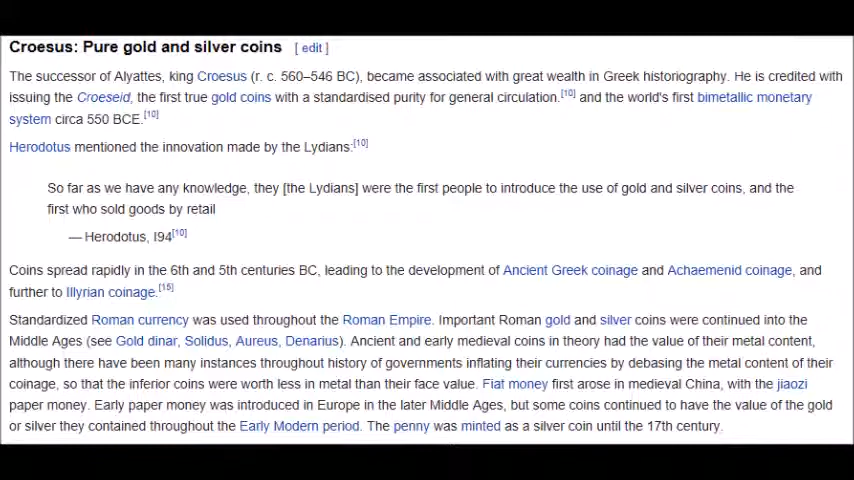 Croesus: Pure gold and silver coins [ edit ]
The successor of Alyattes, king Croesus (r. c. 560–546 BC), became associated with great wealth in Greek historiography. He is credited with
issuing the Croeseid, the first true gold coins with a standardised purity for general circulation.[10] and the world's first bimetallic monetary
system circa 550 BCE.[10]
Herodotus mentioned the innovation made by the Lydians:[10]
So far as we have any knowledge, they [the Lydians] were the first people to introduce the use of gold and silver coins, and the
first who sold goods by retail
— Herodotus, I94[10]
Coins spread rapidly in the 6th and 5th centuries BC, leading to the development of Ancient Greek coinage and Achaemenid coinage, and
further to Illyrian coinage.[15]
Standardized Roman currency was used throughout the Roman Empire. Important Roman gold and silver coins were continued into the
Middle Ages (see Gold dinar, Solidus, Aureus, Denarius). Ancient and early medieval coins in theory had the value of their metal content,
although there have been many instances throughout history of governments inflating their currencies by debasing the metal content of their
coinage, so that the inferior coins were worth less in metal than their face value. Fiat money first arose in medieval China, with the jiaozi
paper money. Early paper money was introduced in Europe in the later Middle Ages, but some coins continued to have the value of the gold
or silver they contained throughout the Early Modern period. The penny was minted as a silver coin until the 17th century.